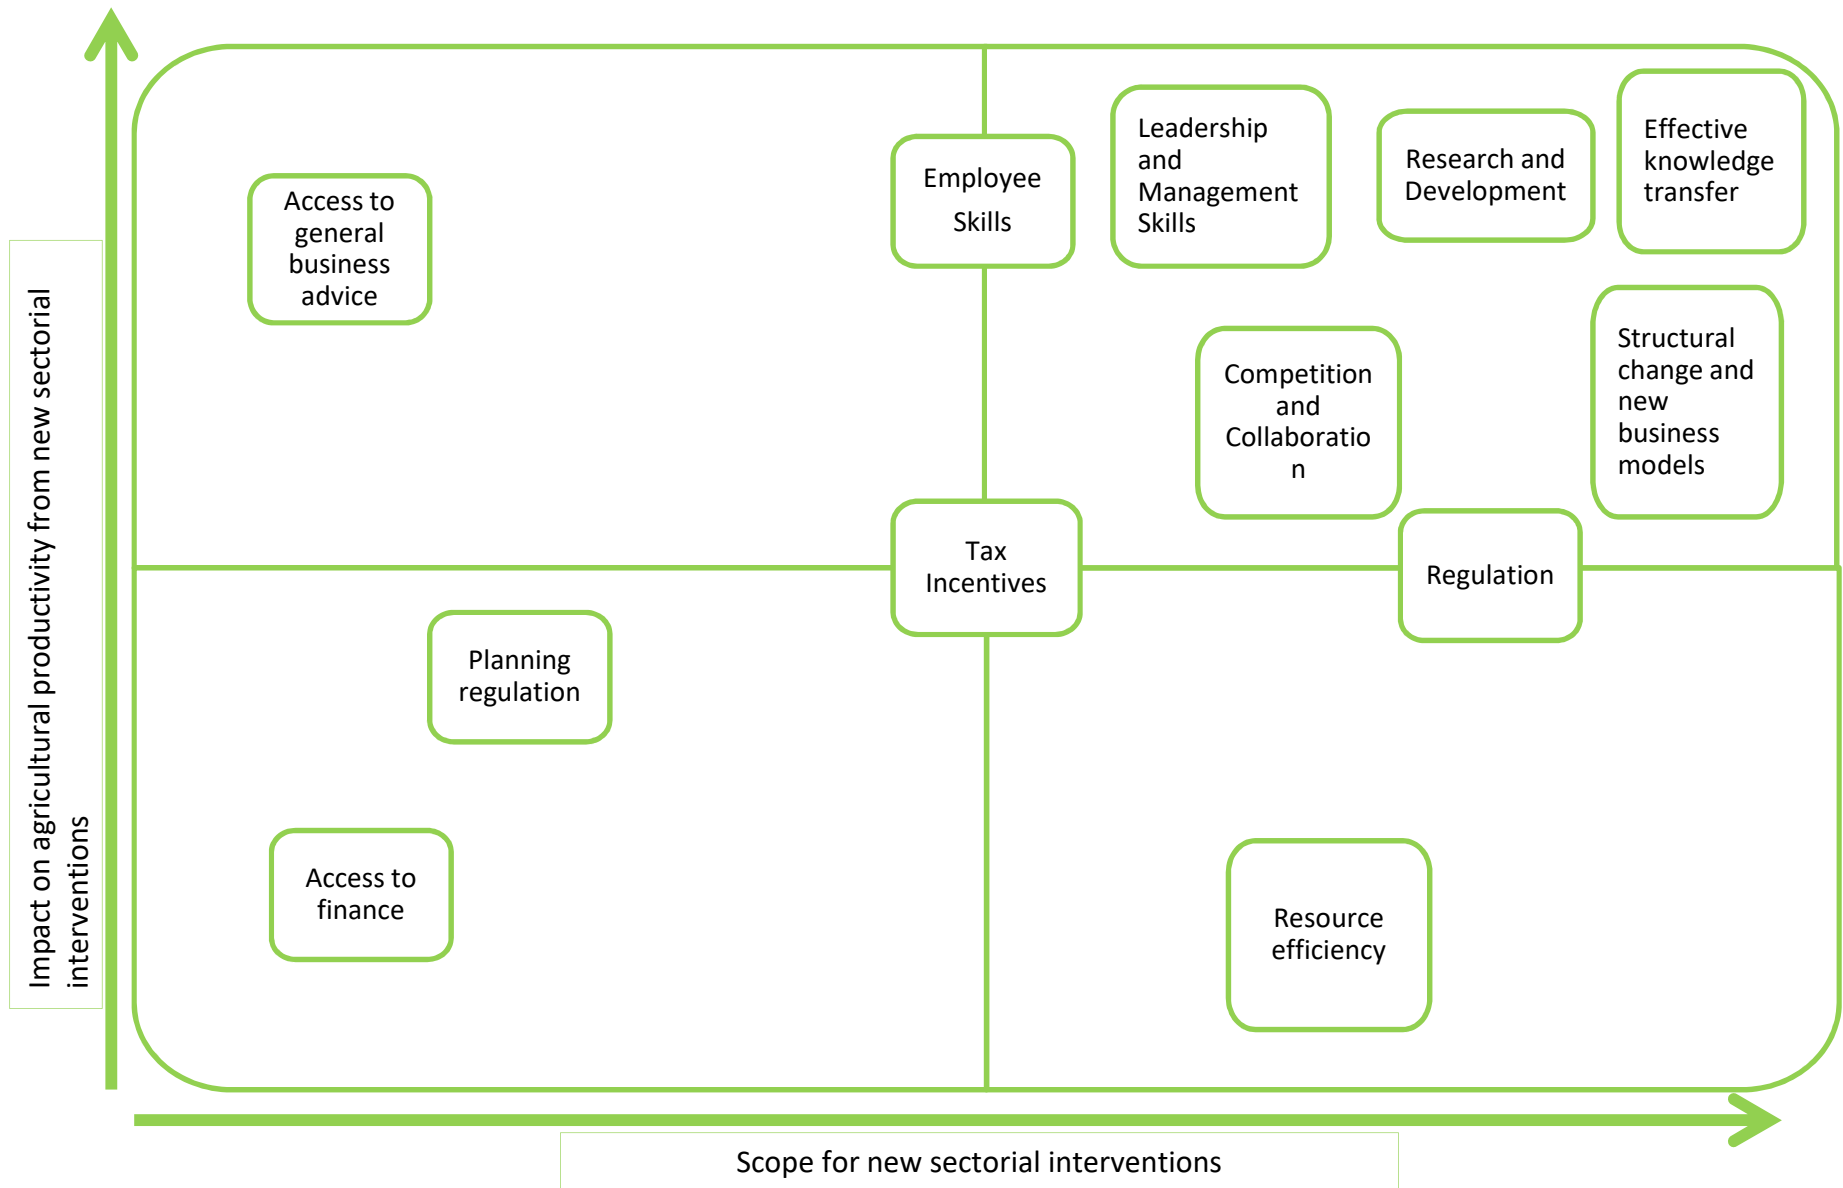 Impact on agricultural productivity from new sectorial
interventions
Access to
general
business
advice
Employee
Skills
Leadership
and
Management
Skills
Research and
Development
Effective
knowledge
transfer
Competition
and
Collaboratio
n
Structural
change and
new
business
models
Tax
Incentives
Regulation
Planning
regulation
Access to
finance
Resource
efficiency
Scope for new sectorial interventions